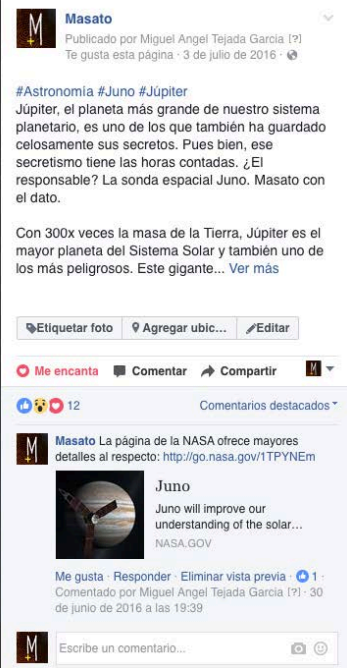 Masato
Publicado por Miguel Angel Tejada Garcia [?]
Te gusta esta página · 3 de julio de 2016 ·
#Astronomía #Juno #Júpiter
Júpiter, el planeta más grande de nuestro sistema
planetario, es uno de los que también ha guardado
celosamente sus secretos. Pues bien, ese
secretismo tiene las horas contadas. ¿El
responsable? La sonda espacial Juno. Masato con
el dato.
Con 300x veces la masa de la Tierra, Júpiter es el
mayor planeta del Sistema Solar y también uno de
los más peligrosos. Este gigante... Ver más
Etiquetar foto Agregar ubic... Editar
Me encanta Comentar Compartir
12 Comentarios destacados
Masato La página de la NASA ofrece mayores
detalles al respecto: http://go.nasa.gov/1TPYNEm
Juno
Juno will improve our
understanding of the solar…
NASA.GOV
Me gusta · Responder · Eliminar vista previa · 1 ·
Comentado por Miguel Angel Tejada Garcia [?] · 30
de junio de 2016 a las 19:39
Escribe un comentario...